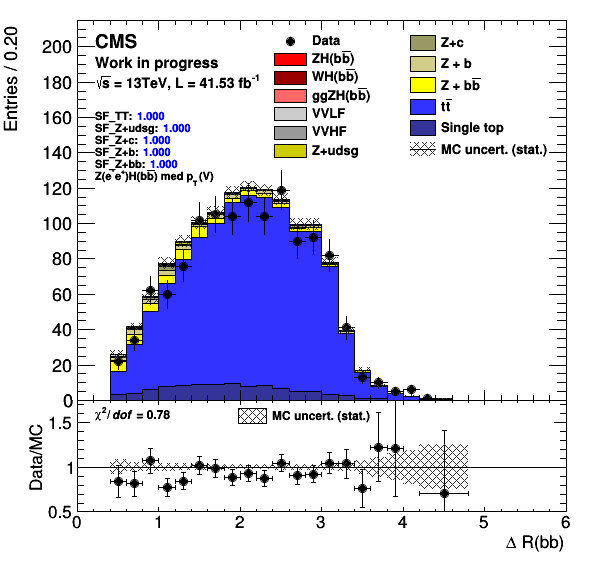 CMS
Work in progress
√s = 13TeV, L = 41.53 fb⁻¹
SF_TT: 1.000
SF_Z+udsg: 1.000
SF_Z+c: 1.000
SF_Z+b: 1.000
SF_Z+bb: 1.000
Z(e⁻e⁺)H(bb̅) med p_T(V)
Data
ZH(bb̅)
WH(bb̅)
ggZH(bb̅)
VVLF
VVHF
Z+udsg
Z+c
Z + b
Z + bb̅
tt̅
Single top
MC uncert. (stat.)
Entries / 0.20
200
180
160
140
120
100
80
60
40
20
0
χ²/dof = 0.78
MC uncert. (stat.)
Data/MC
1.5
1
0.5
0 1 2 3 4 5 6
Δ R(bb)